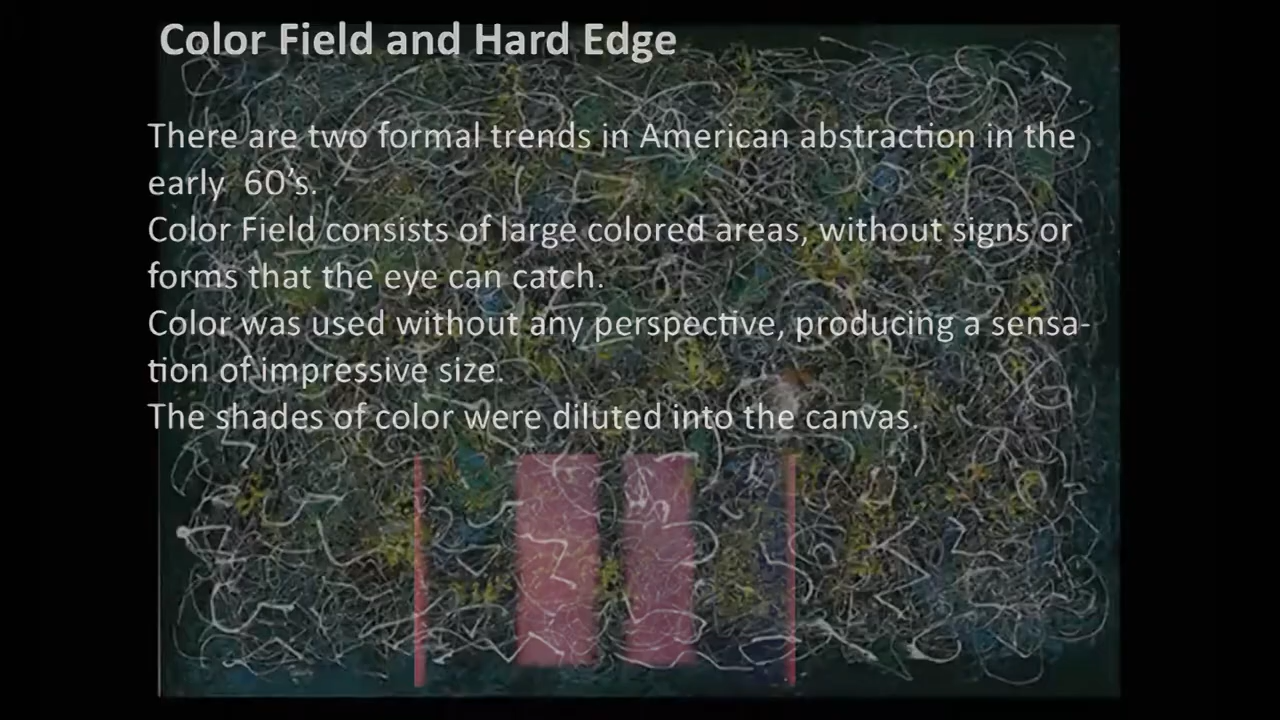 Color Field and Hard Edge
There are two formal trends in American abstraction in the
early  60’s.
Color Field consists of large colored areas, without signs or
forms that the eye can catch.
Color was used without any perspective, producing a sensa-
tion of impressive size.
The shades of color were diluted into the canvas.